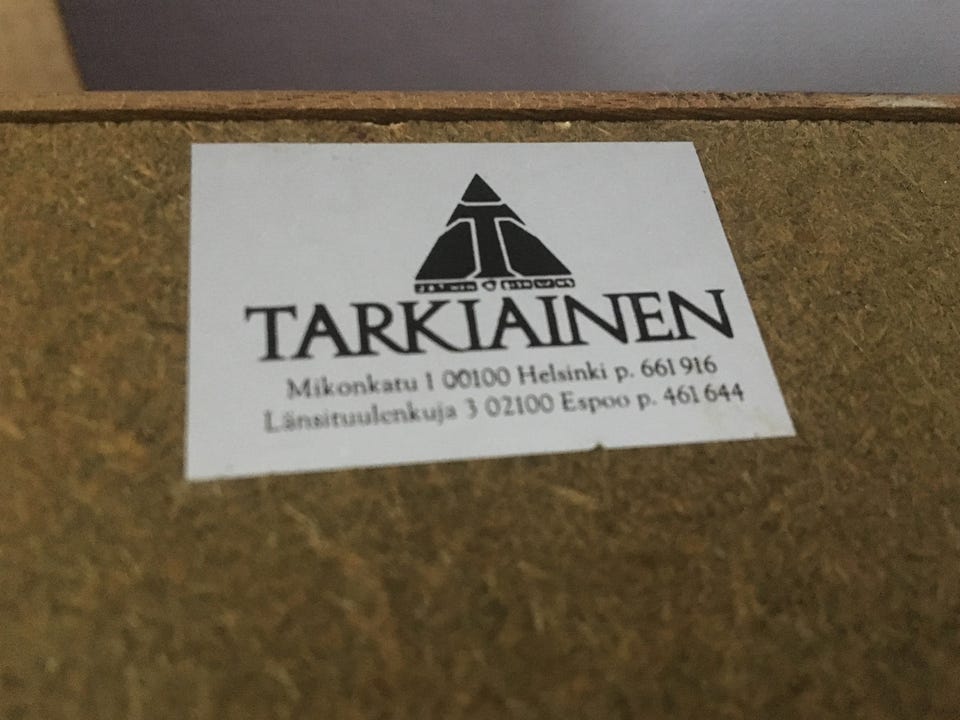 T
TARKIAINEN
Mikonkatu 1 00100 Helsinki p. 661 916
Länsituulenkuja 3 02100 Espoo p. 461 644